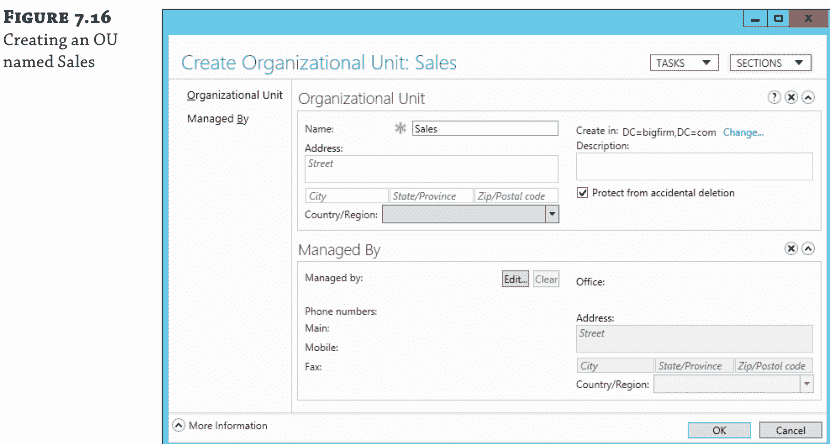 FIGURE 7.16
Creating an OU
named Sales
Create Organizational Unit: Sales
TASKS
SECTIONS
Organizational Unit
Managed By
Organizational Unit
Name:
Sales
Address:
Street
City
State/Province
Zip/Postal code
Country/Region:
Create in: DC=bigfirm,DC=com Change...
Description:
Protect from accidental deletion
Managed By
Managed by:
Edit...
Clear
Phone numbers:
Main:
Mobile:
Fax:
Office:
Address:
Street
City
State/Province
Zip/Postal code
Country/Region:
More Information
OK
Cancel